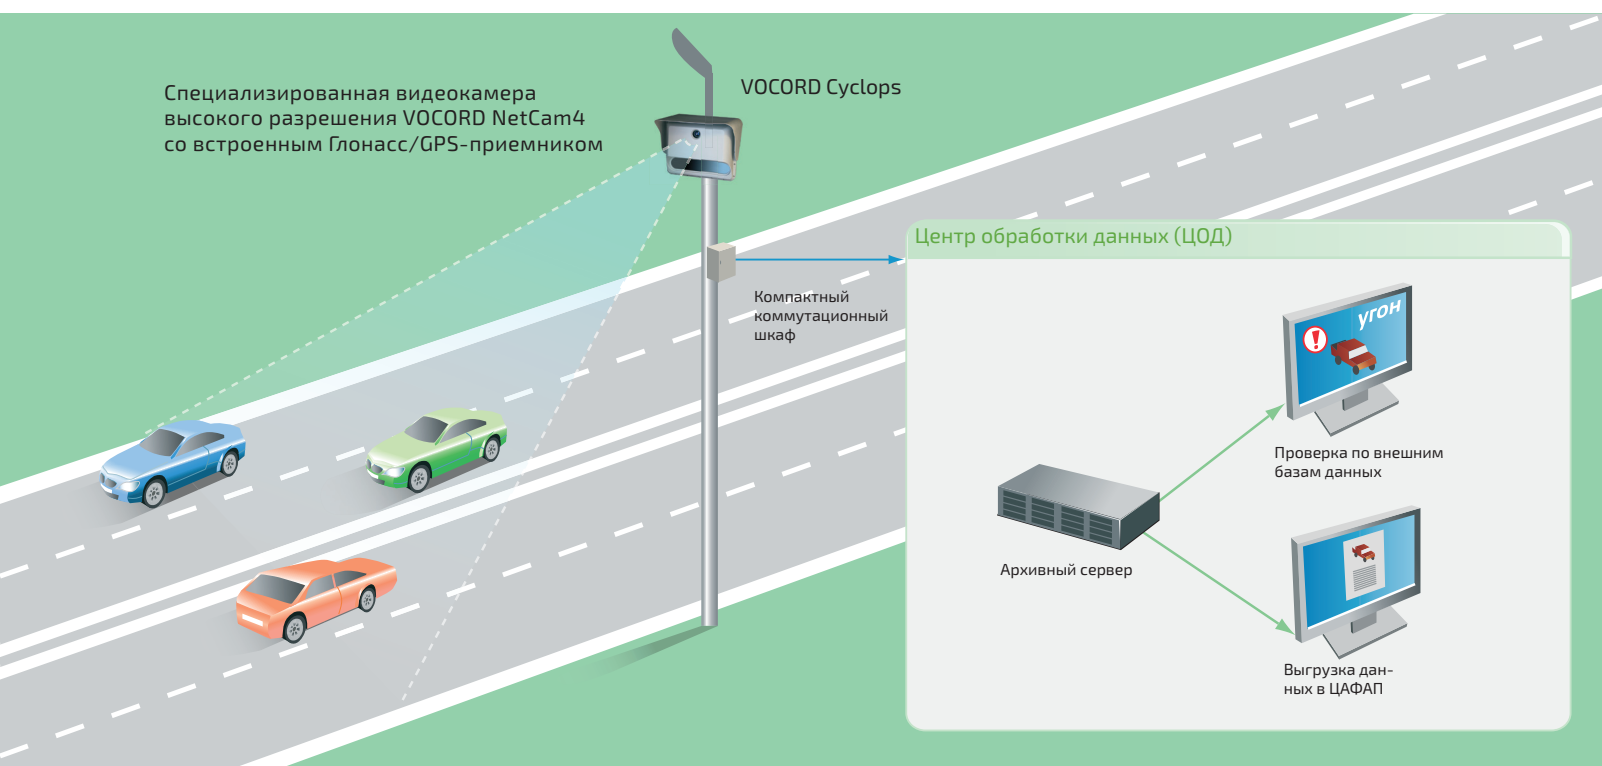 Специализированная видеокамера
высокого разрешения VOCORD NetCam4
со встроенным Глонасс/GPS-приемником
VOCORD Cyclops
Компактный
коммутационный
шкаф
Центр обработки данных (ЦОД)
угон
Проверка по внешним
базам данных
Архивный сервер
Выгрузка дан-
ных в ЦАФАП